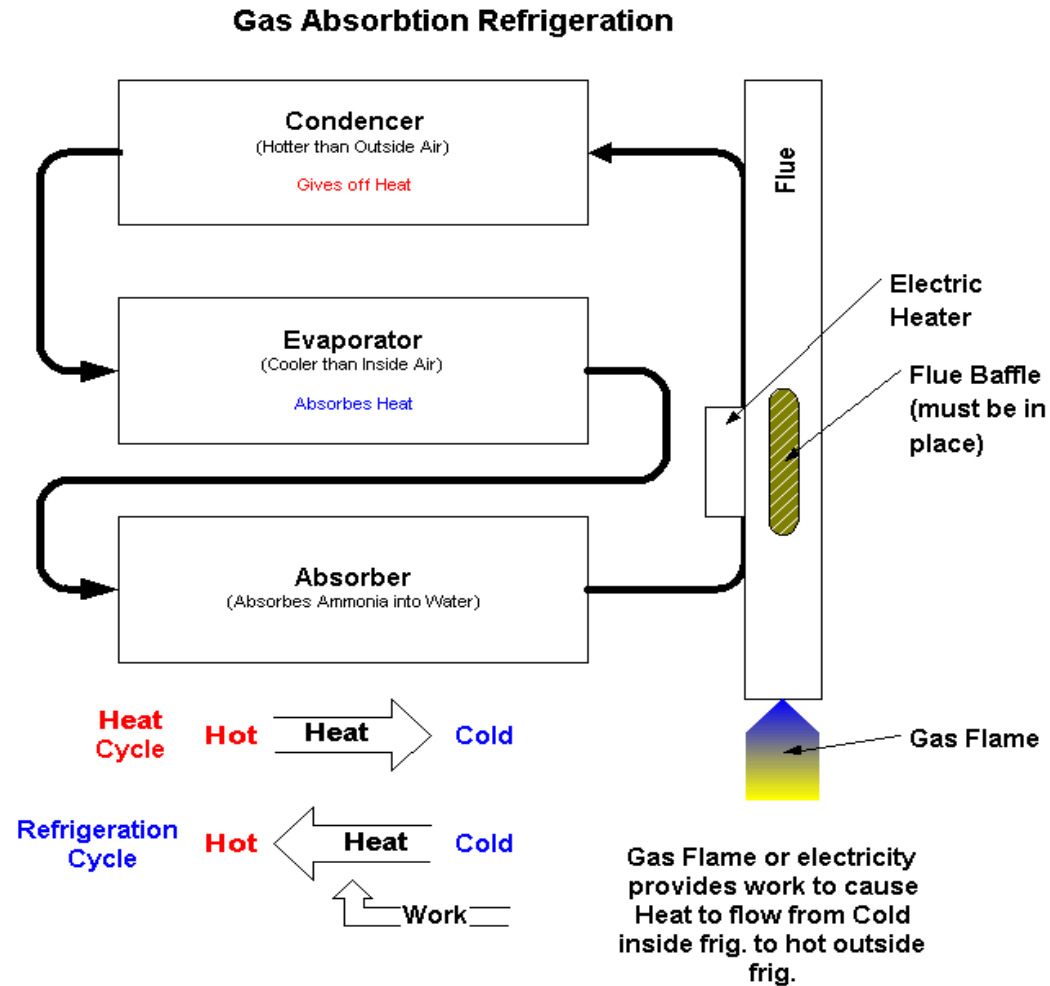 Gas Absorbtion Refrigeration
Condencer
(Hotter than Outside Air)
Gives off Heat
Flue
Electric
Heater
Evaporator
(Cooler than Inside Air)
Absorbes Heat
Flue Baffle
(must be in
place)
Absorber
(Absorbes Ammonia into Water)
Heat
Cycle
Hot
Heat
Cold
Gas Flame
Refrigeration
Cycle
Hot
Heat
Cold
Work
Gas Flame or electricity
provides work to cause
Heat to flow from Cold
inside frig. to hot outside
frig.